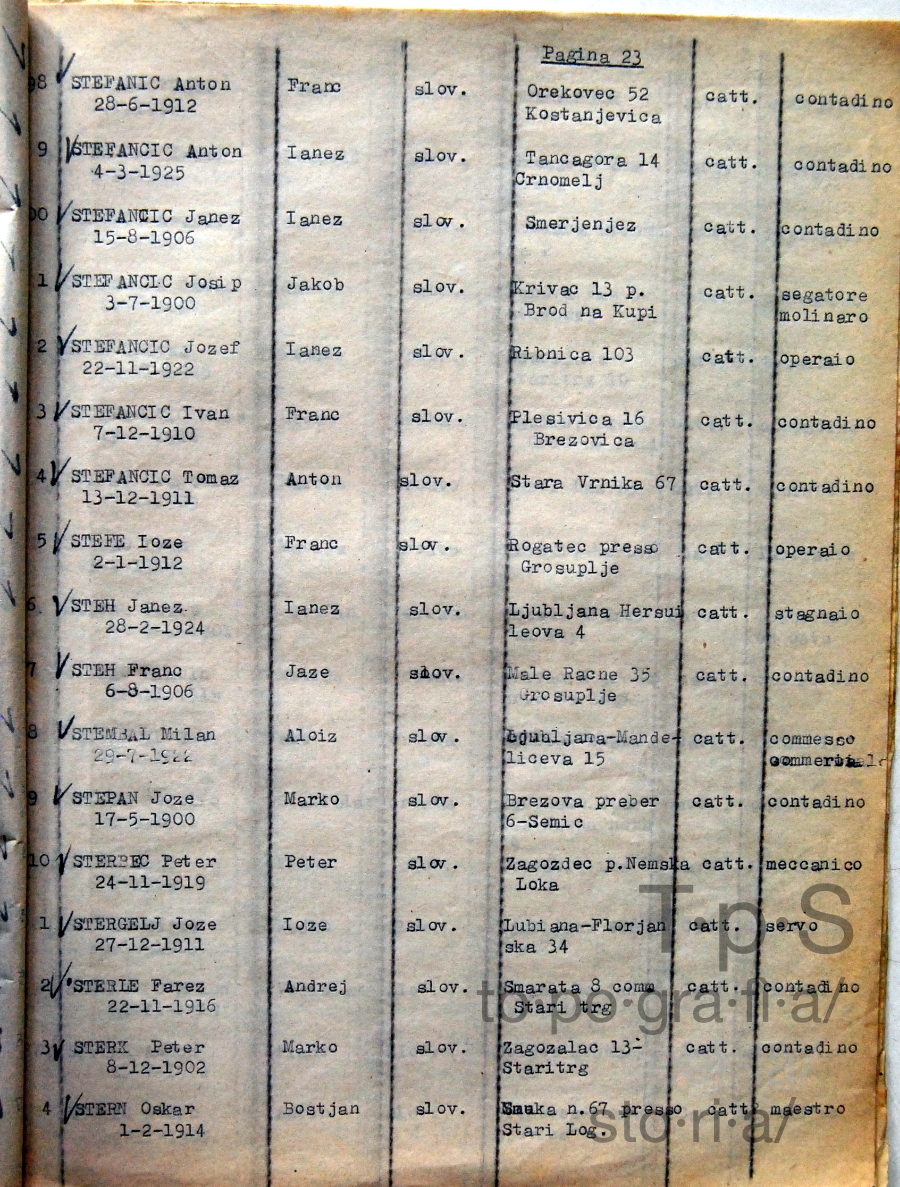 Pagina 23
98 STEFANIC Anton Franc slov. Orekovec 52 catt. contadino
28-6-1912 Kostanjevica
9 STEFANCIC Anton Ianez slov. Tancagora 14 catt. contadino
4-3-1925 Crnomelj
00 STEFANCIC Janez Ianez slov. Smerjenjez catt. contadino
15-8-1906
1 STEFANCIC Josip Jakob slov. Krivac 13 p. catt. segatore
3-7-1900 Brod na Kupi molinaro
2 STEFANCIC Jozef Ianez slov. Ribnica 103 catt. operaio
22-11-1922
3 STEFANCIC Ivan Franc slov. Plesivica 16 catt. contadino
7-12-1910 Brezovica
4 STEFANCIC Tomaz Anton slov. Stara Vrnika 67 catt. contadino
13-12-1911
5 STEFE Ioze Franc slov. Rogatec presso catt. operaio
2-1-1912 Grosuplje
6. STEH Janez Ianez slov. Ljubljana Hersui catt. stagnaio
28-2-1924 leova 4
7 STEH Franc Jaze slov. Male Racne 35 catt. contadino
6-8-1906 Grosuplje
8 STEMBAL Milan Aloiz slov. Ljubljana-Mande- catt. commesso
29-7-1922 liceva 15
9 STEPAN Joze Marko slov. Brezova preber catt. contadino
17-5-1900 6-Semic
10 STERBEC Peter Peter slov. Zagozdec p.Nemska catt. meccanico
24-11-1919 Loka
1 STERGELJ Joze Ioze slov. Lubiana-Florjan catt. servo
27-12-1911 ska 34
2 STERLE Farez Andrej slov. Smarata 8 comm catt. contadino
22-11-1916 Stari trg
3 STERK Peter Marko slov. Zagozalac 13- catt. contadino
8-12-1902 Staritrg
4 STERN Oskar Bostjan slov. Smuka n.67 presso catt. maestro
1-2-1914 Stari Log.
T·p·S
to·po·gra·fi·a/
sto·ri·a/